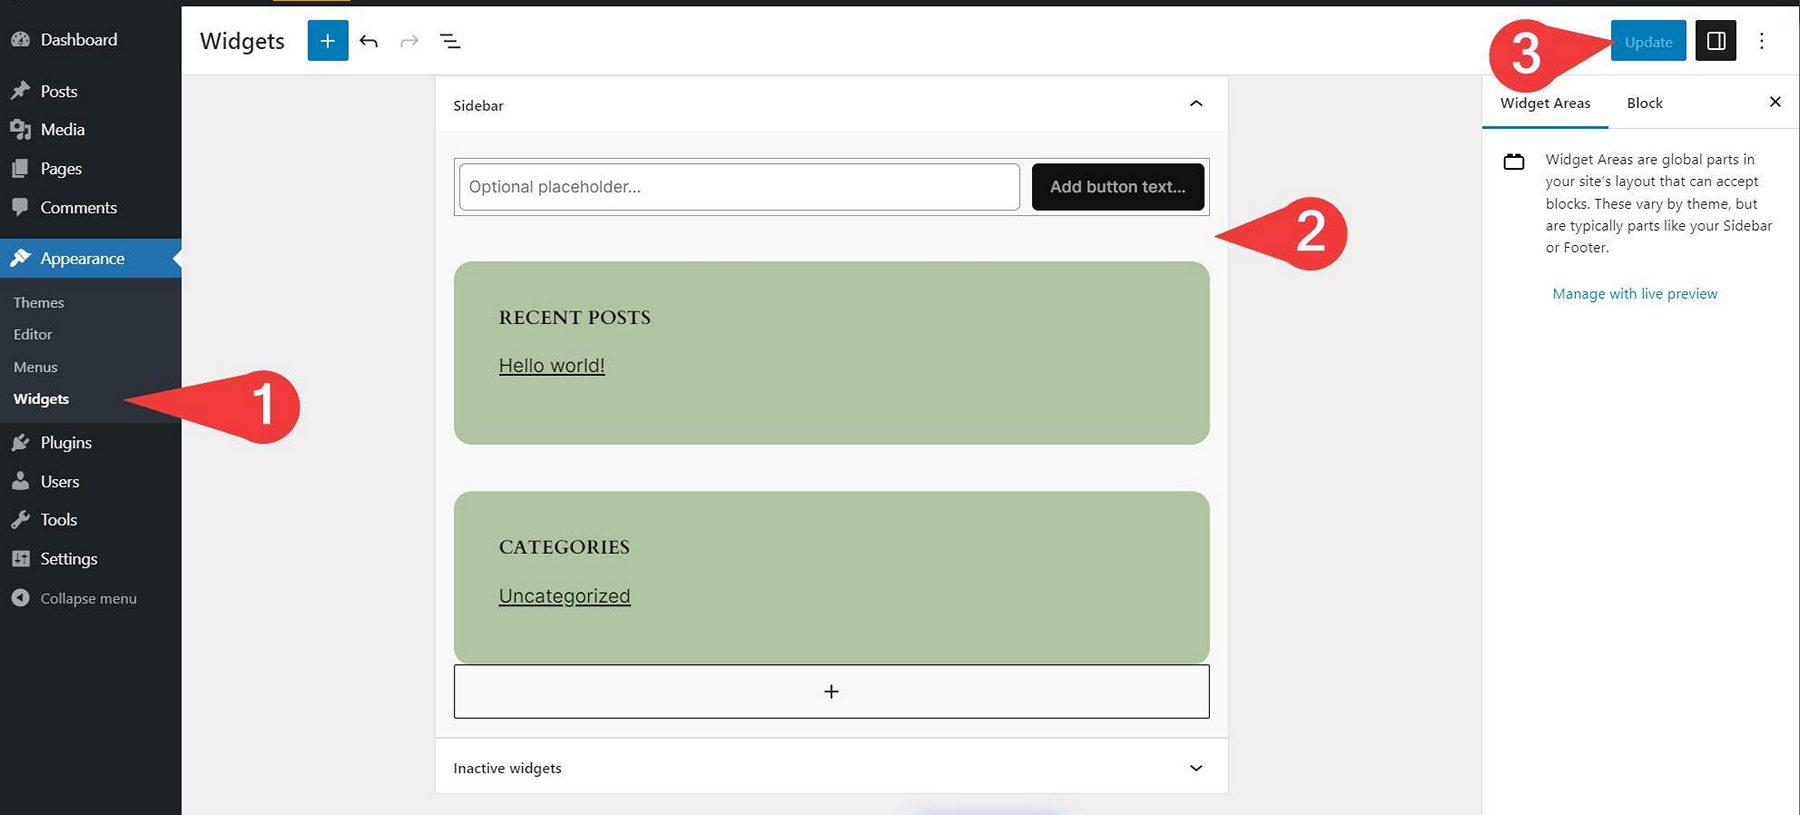 Dashboard
Posts
Media
Pages
Comments
Appearance
Themes
Editor
Menus
Widgets
1
Plugins
Users
Tools
Settings
Collapse menu
Widgets
3
Update
Sidebar
Optional placeholder...
Add button text...
2
RECENT POSTS
Hello world!
CATEGORIES
Uncategorized
Inactive widgets
Widget Areas
Block
Widget Areas are global parts in
your site's layout that can accept
blocks. These vary by theme, but
are typically parts like your Sidebar
or Footer.
Manage with live preview